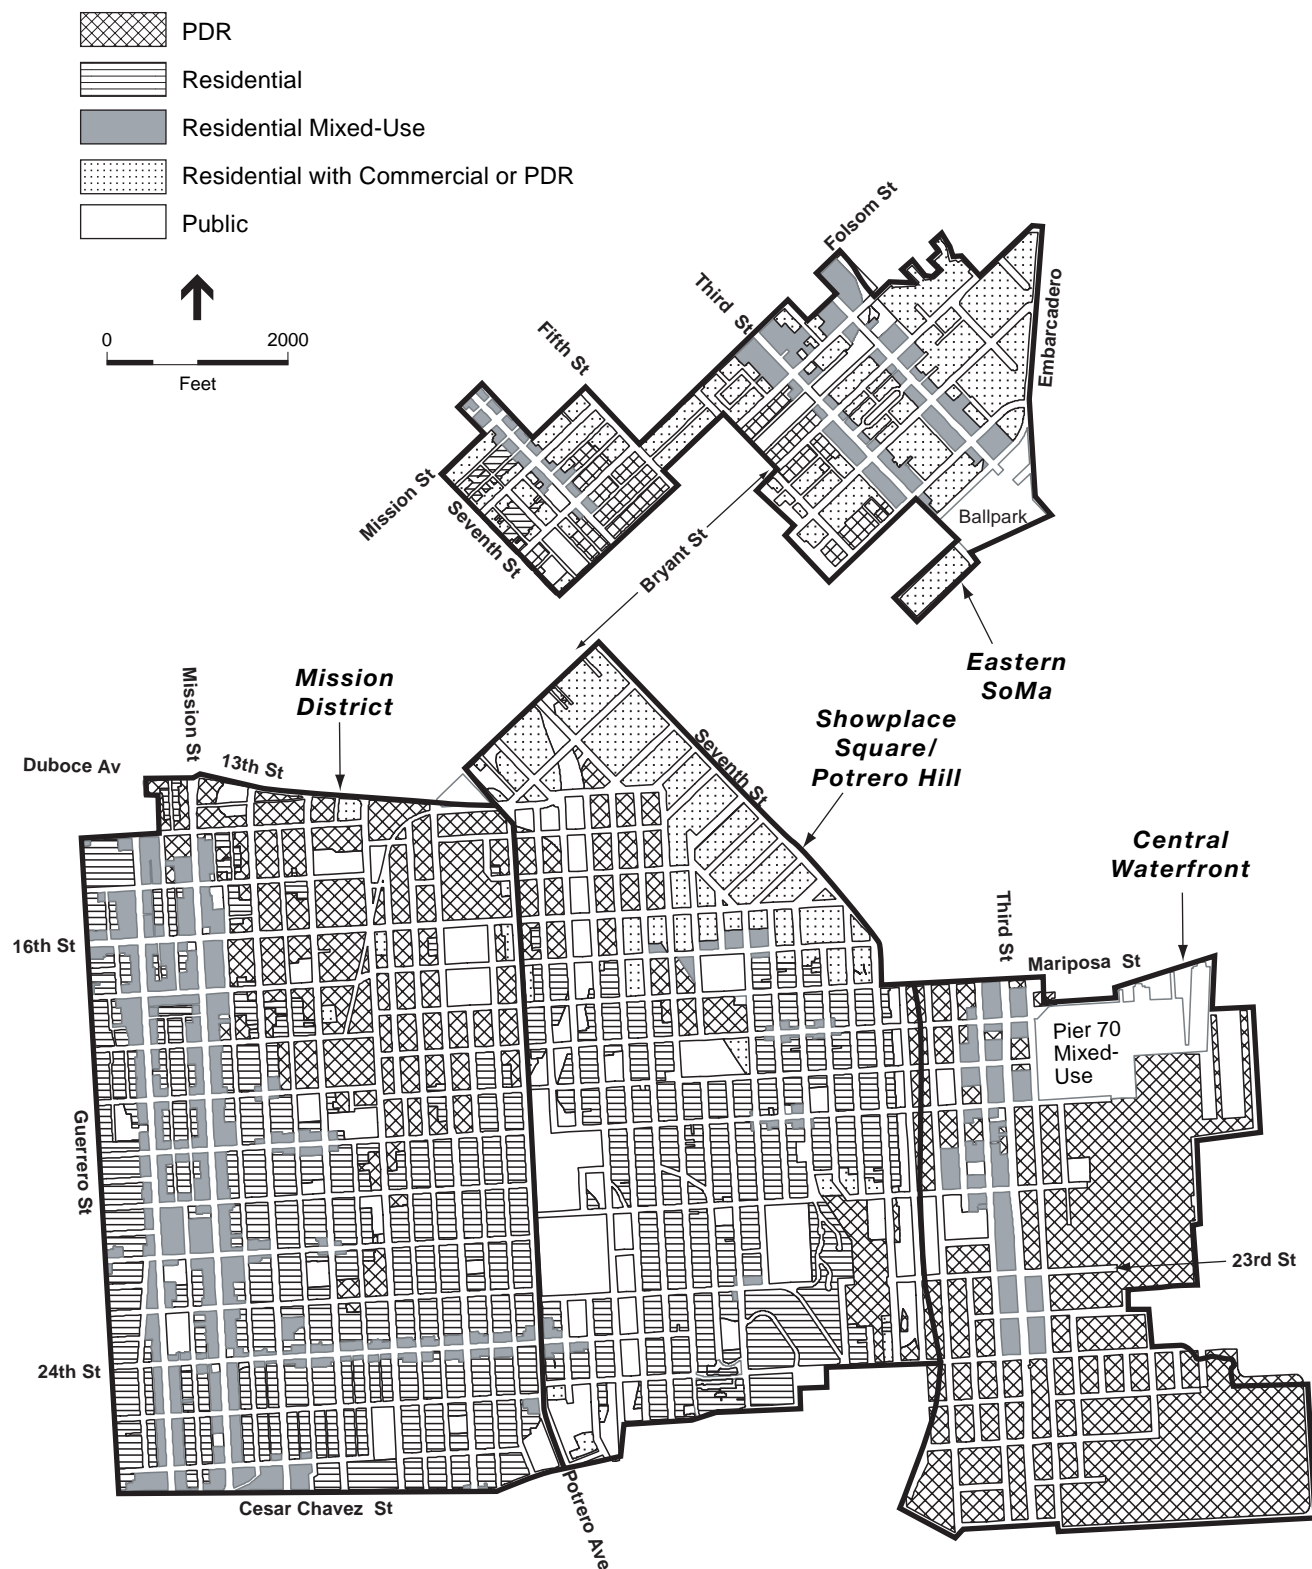 PDR
Residential
Residential Mixed-Use
Residential with Commercial or PDR
Public
0
2000
Feet
Folsom St
Third St
Fifth St
Embarcadero
Mission St
Seventh St
Ballpark
Bryant St
Eastern
SoMa
Mission
District
Mission St
Showplace
Square/
Potrero Hill
Seventh St
Duboce Av
13th St
Central
Waterfront
Third St
16th St
Mariposa St
Pier 70
Mixed-
Use
Guerrero St
23rd St
24th St
Cesar Chavez St
Potrero Ave